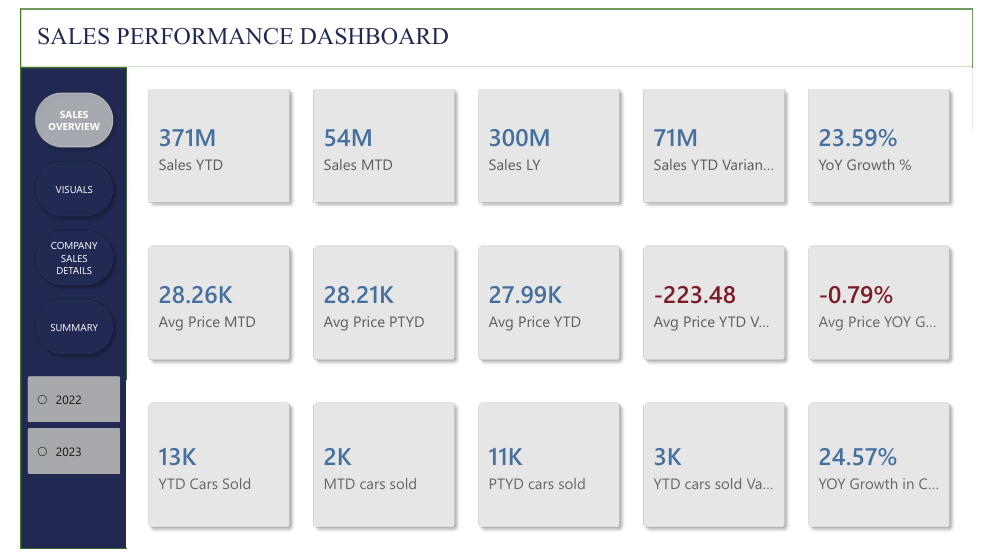 SALES PERFORMANCE DASHBOARD
SALES
OVERVIEW
VISUALS
COMPANY
SALES
DETAILS
SUMMARY
2022
2023
371M
Sales YTD
54M
Sales MTD
300M
Sales LY
71M
Sales YTD Varian...
23.59%
YoY Growth %
28.26K
Avg Price MTD
28.21K
Avg Price PTYD
27.99K
Avg Price YTD
-223.48
Avg Price YTD V...
-0.79%
Avg Price YOY G...
13K
YTD Cars Sold
2K
MTD cars sold
11K
PTYD cars sold
3K
YTD cars sold Va...
24.57%
YOY Growth in C...